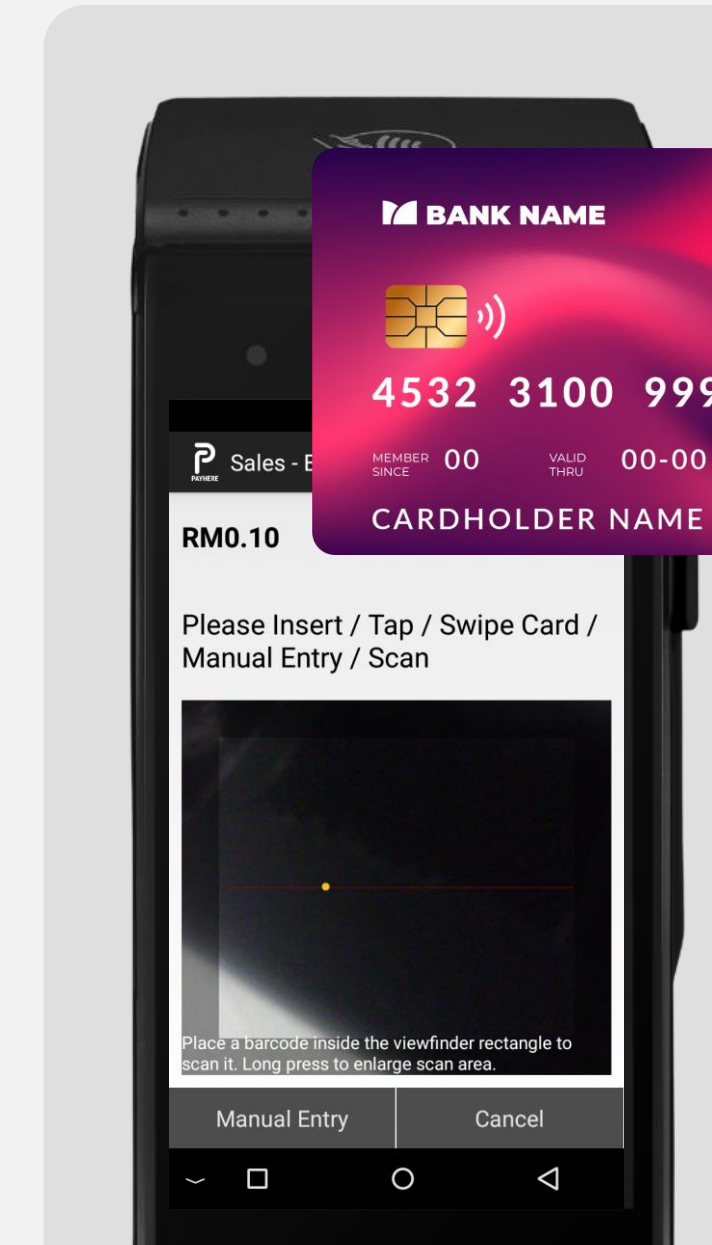 BANK NAME
4532 3100 999
MEMBER SINCE 00 VALID THRU 00-00
CARDHOLDER NAME
PAYHERE
Sales -
RM0.10
Please Insert / Tap / Swipe Card /
Manual Entry / Scan
Place a barcode inside the viewfinder rectangle to
scan it. Long press to enlarge scan area.
Manual Entry Cancel